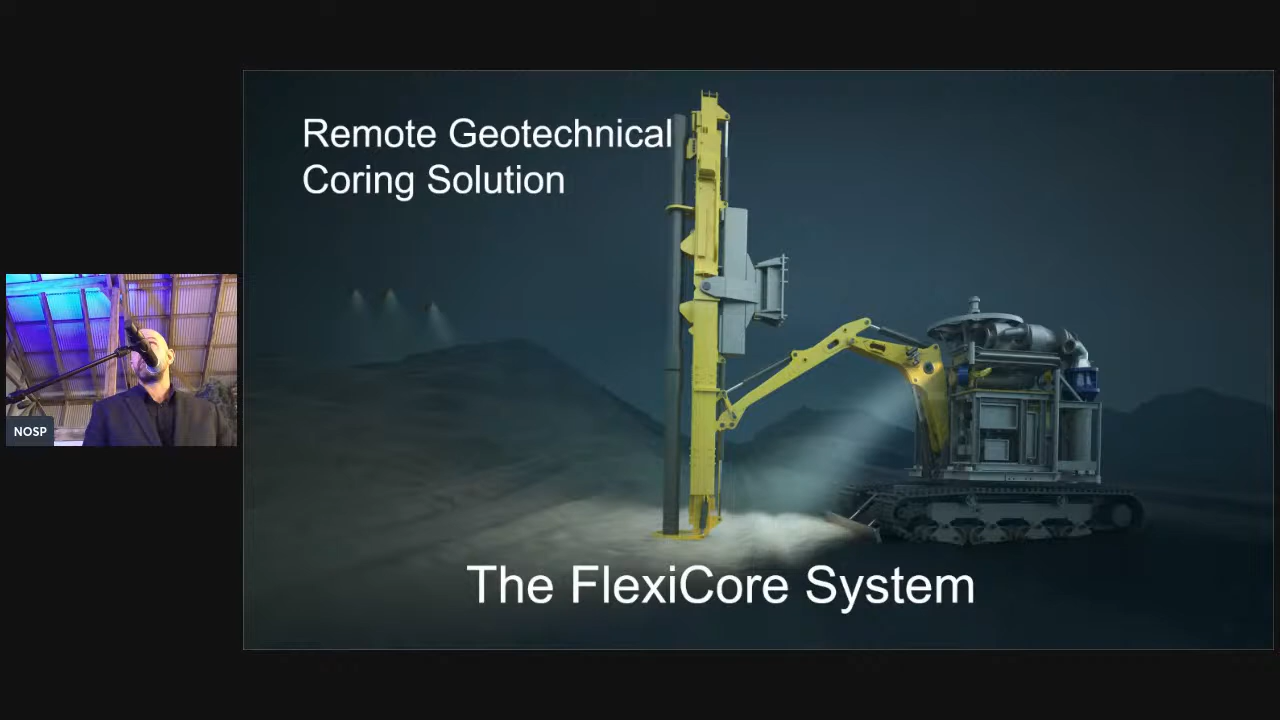 Remote Geotechnical
Coring Solution
NOSP
The FlexiCore System